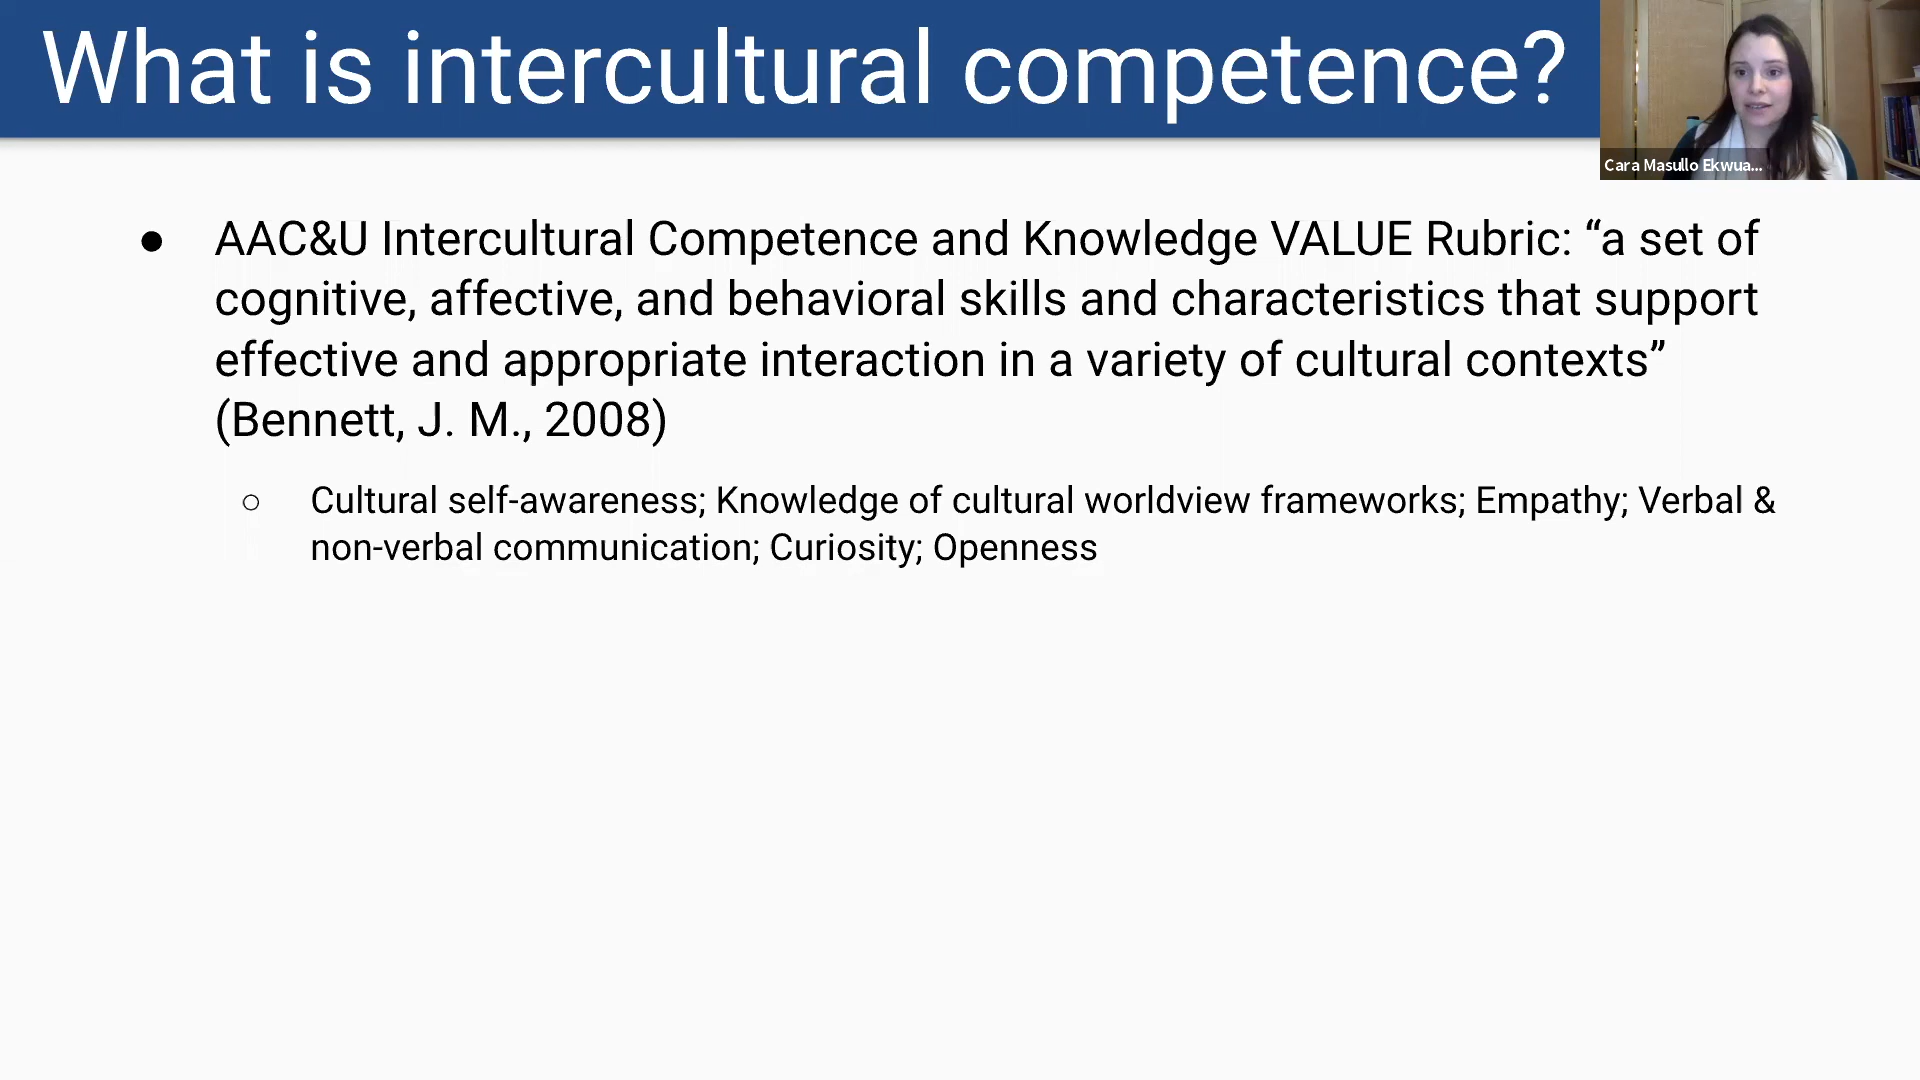 What is intercultural competence?
Cara Masullo Ekwua...
● AAC&U Intercultural Competence and Knowledge VALUE Rubric: “a set of
cognitive, affective, and behavioral skills and characteristics that support
effective and appropriate interaction in a variety of cultural contexts”
(Bennett, J. M., 2008)
○ Cultural self-awareness; Knowledge of cultural worldview frameworks; Empathy; Verbal &
non-verbal communication; Curiosity; Openness